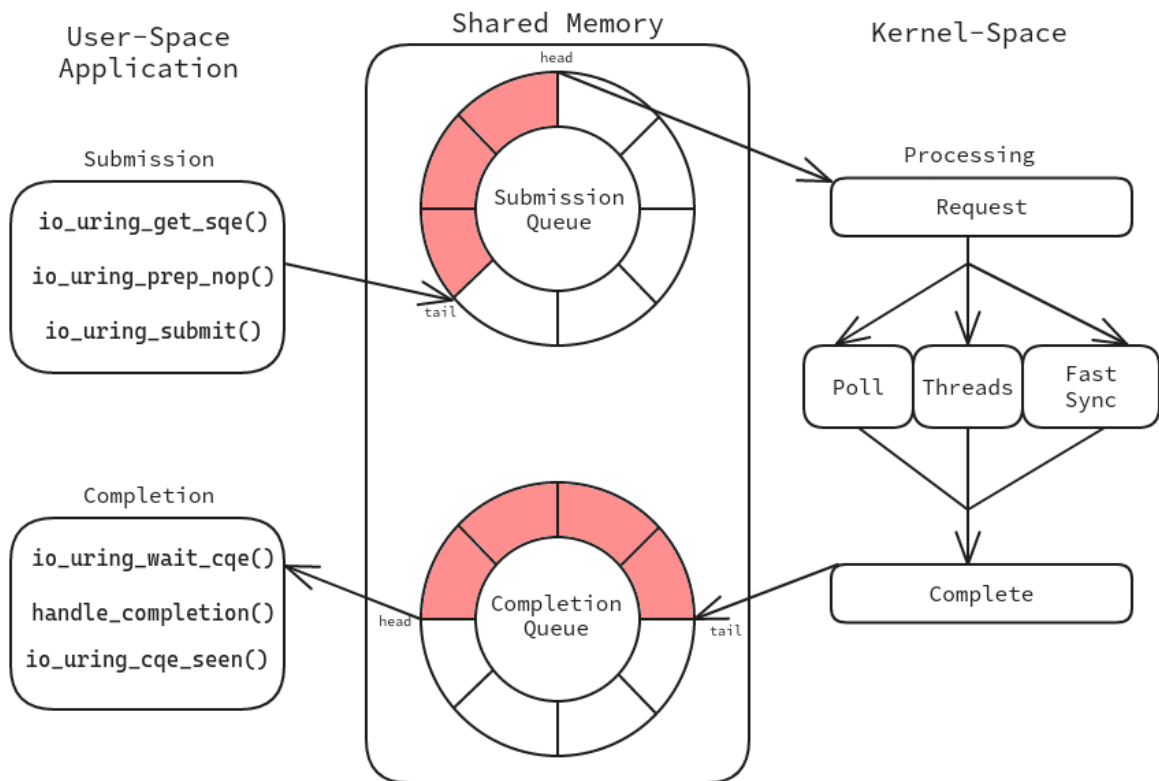 User-Space
Application
Shared Memory
Kernel-Space
head
Submission
io_uring_get_sqe()
io_uring_prep_nop()
io_uring_submit()
Submission
Queue
tail
Processing
Request
Poll
Threads
Fast
Sync
Completion
io_uring_wait_cqe()
handle_completion()
io_uring_cqe_seen()
head
Completion
Queue
tail
Complete